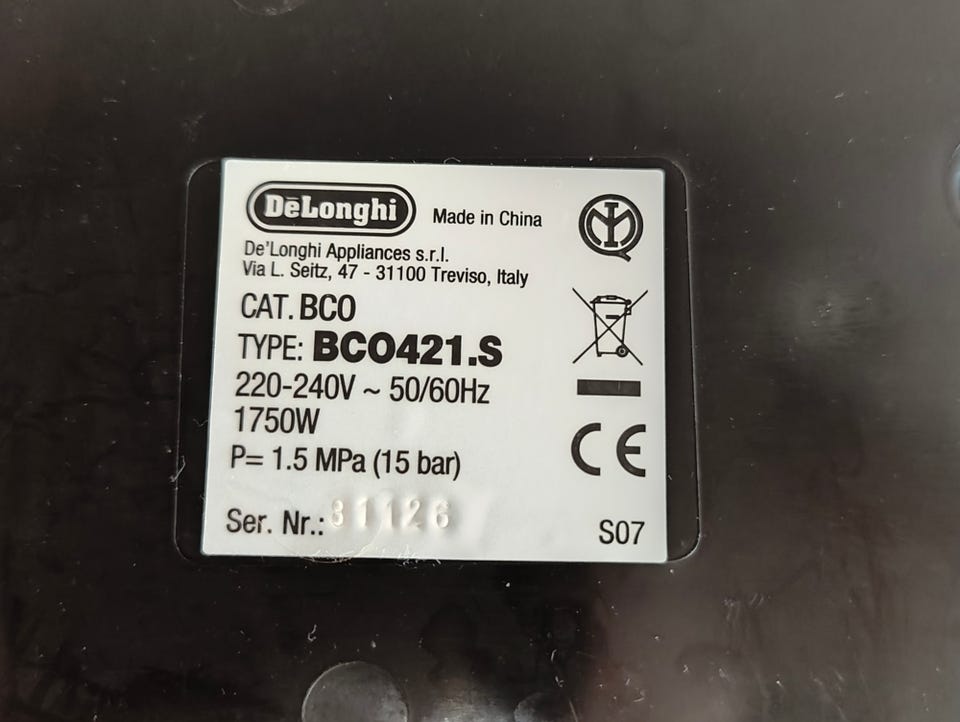 DēLonghi Made in China
De'Longhi Appliances s.r.l.
Via L. Seitz, 47 - 31100 Treviso, Italy
CAT. BCO
TYPE: BCO421.S
220-240V ~ 50/60Hz
1750W
P= 1.5 MPa (15 bar)
CE
Ser. Nr.: 31126
S07